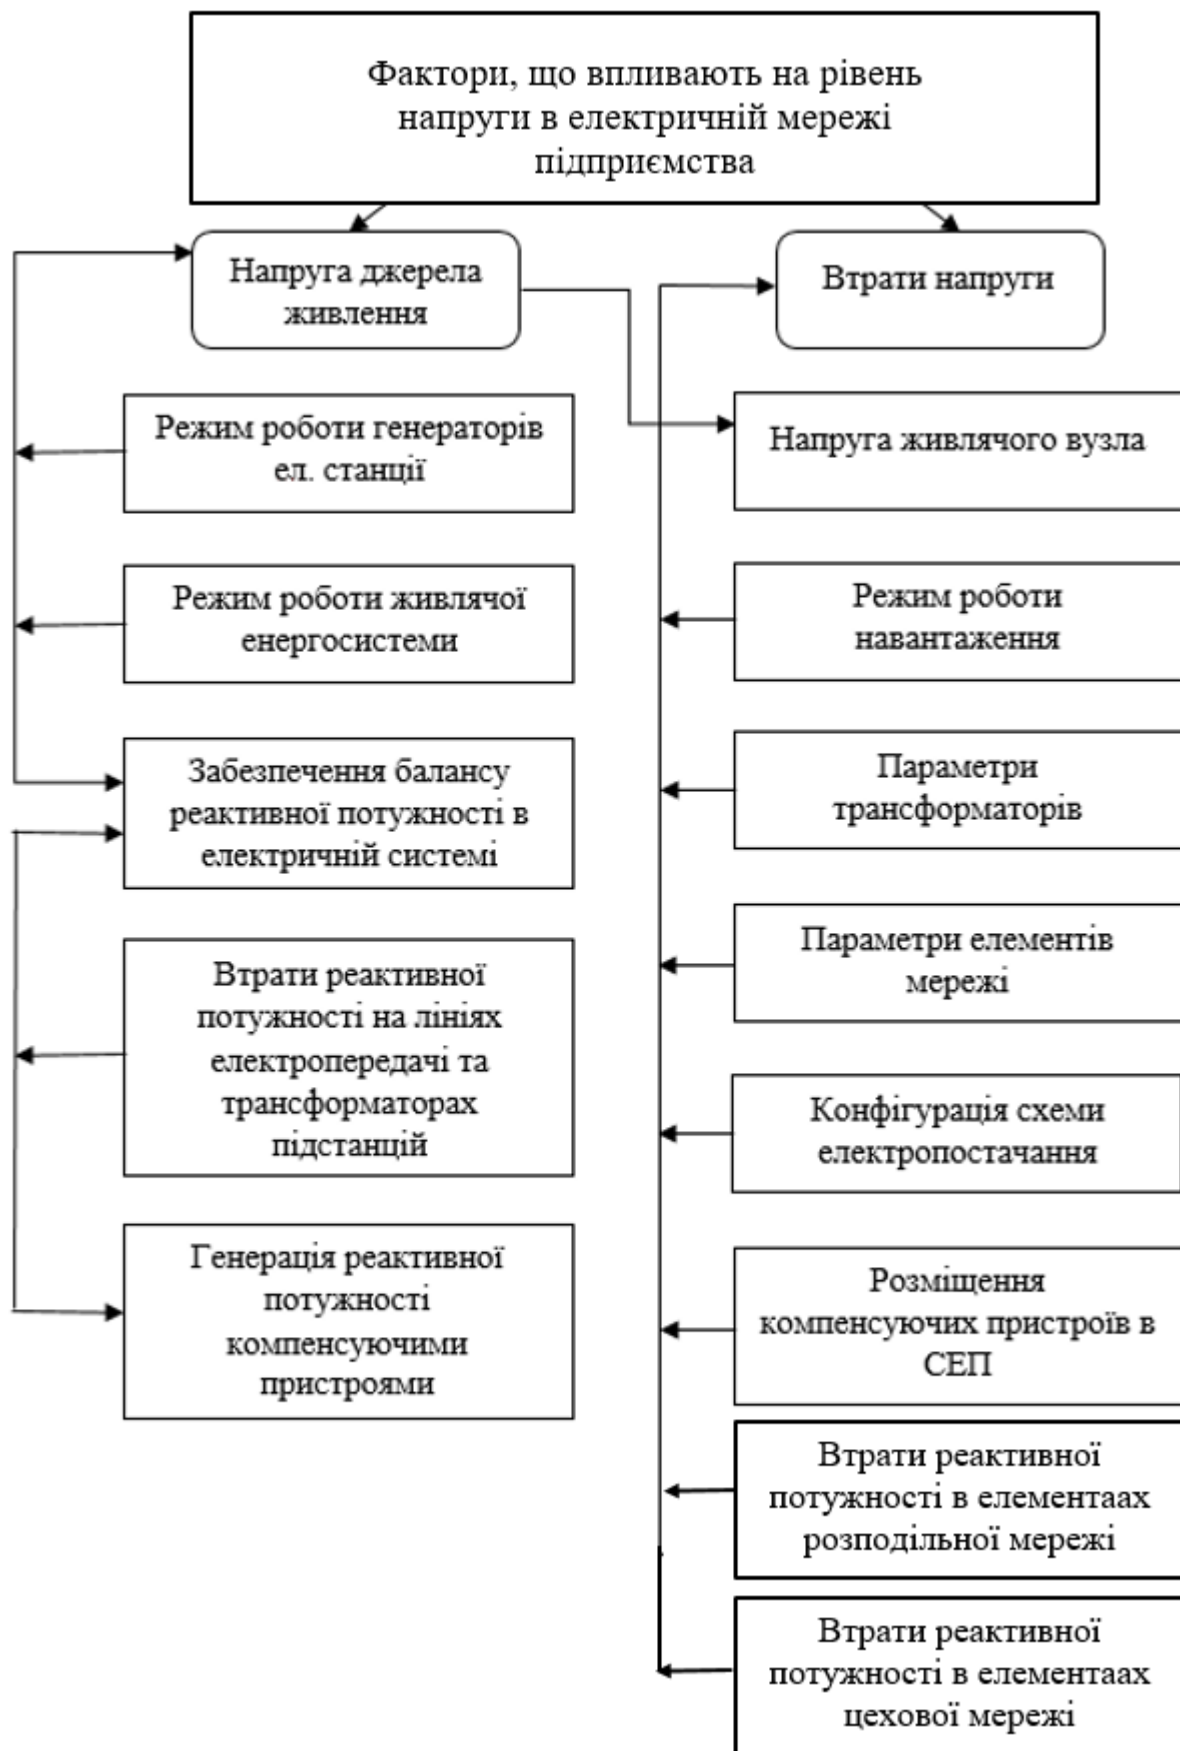 Фактори, що впливають на рівень
напруги в електричній мережі
підприємства
Напруга джерела
живлення
Втрати напруги
Режим роботи генераторів
ел. станції
Режим роботи живлячої
енергосистеми
Забезпечення балансу
реактивної потужності в
електричній системі
Втрати реактивної
потужності на лініях
електропередачі та
трансформаторах
підстанцій
Генерація реактивної
потужності
компенсуючими
пристроями
Напруга живлячого вузла
Режим роботи
навантаження
Параметри
трансформаторів
Параметри елементів
мережі
Конфігурація схеми
електропостачання
Розміщення
компенсуючих пристроїв в
СЕП
Втрати реактивної
потужності в елементаах
розподільної мережі
Втрати реактивної
потужності в елементаах
цехової мережі